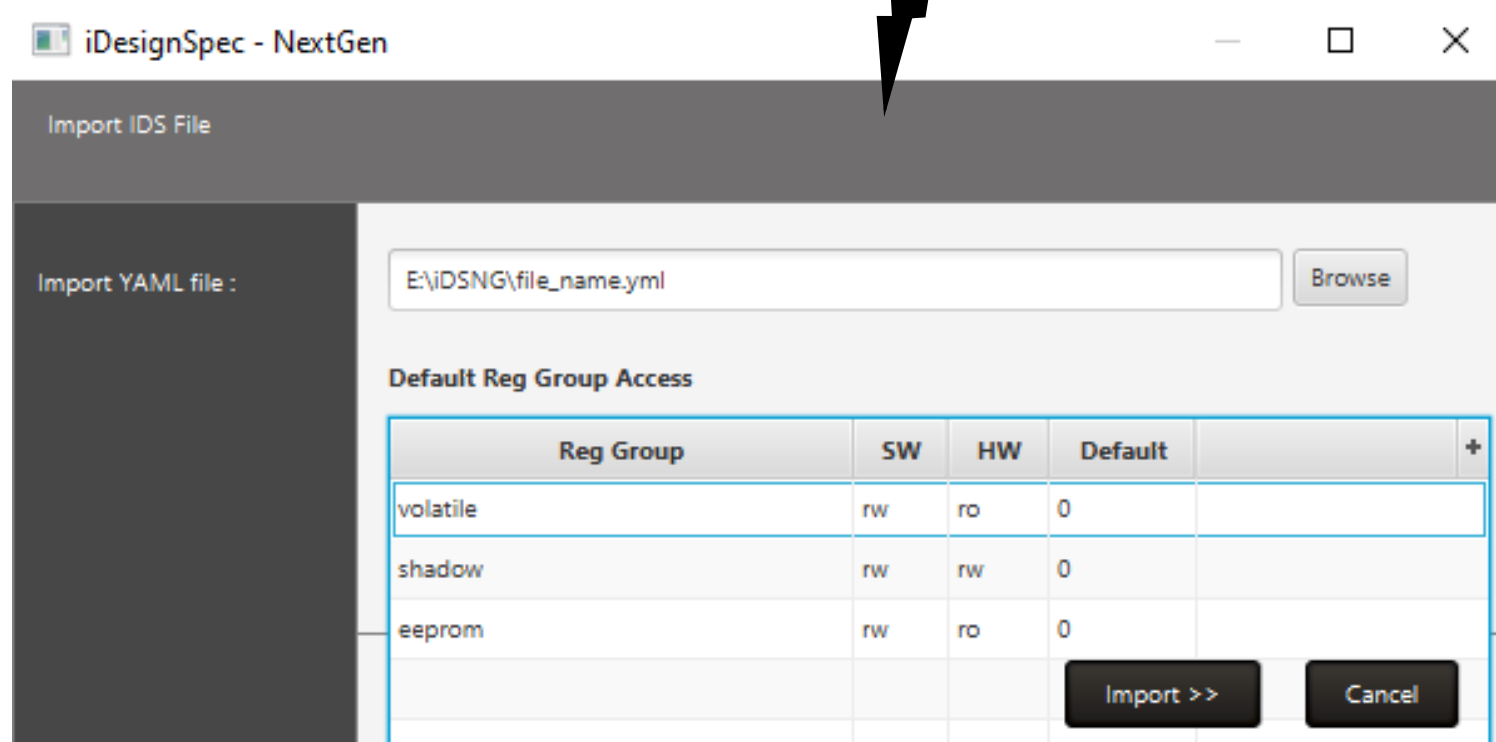 iDesignSpec - NextGen
Import IDS File
Import YAML file :
E:\iDSNG\file_name.yml
Browse
Default Reg Group Access
Reg Group SW HW Default +
volatile rw ro 0
shadow rw rw 0
eeprom rw ro 0
Import >> Cancel